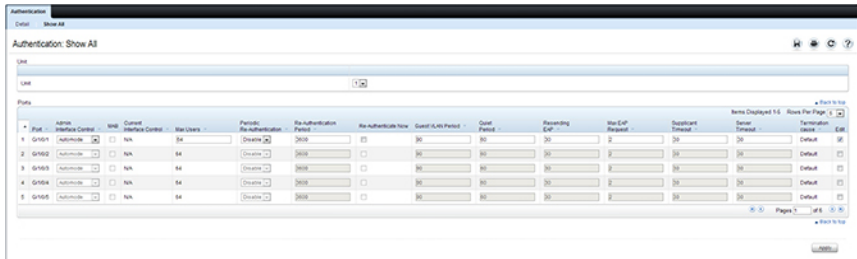 Authentication
Detail Show All
Authentication: Show All
Unit
Unit 1
Ports
Back to top
Items Displayed 1-5 Rows Per Page 5
Port Admin Interface Control MAB Current Interface Control Max Users Periodic Re-Authentication Re-Authentication Period Re-Authenticate Now Guest VLAN Period Quiet Period Resending EAP Max EAP Request Supplicant Timeout Server Timeout Termination cause Edit
1 Gi1/0/1 Automode N/A 64 Disable 3600 90 60 30 2 30 30 Default
2 Gi1/0/2 Automode N/A 64 Disable 3600 90 60 30 2 30 30 Default
3 Gi1/0/3 Automode N/A 64 Disable 3600 90 60 30 2 30 30 Default
4 Gi1/0/4 Automode N/A 64 Disable 3600 90 60 30 2 30 30 Default
5 Gi1/0/5 Automode N/A 64 Disable 3600 90 60 30 2 30 30 Default
Pages 1 of 6
Back to top
Apply